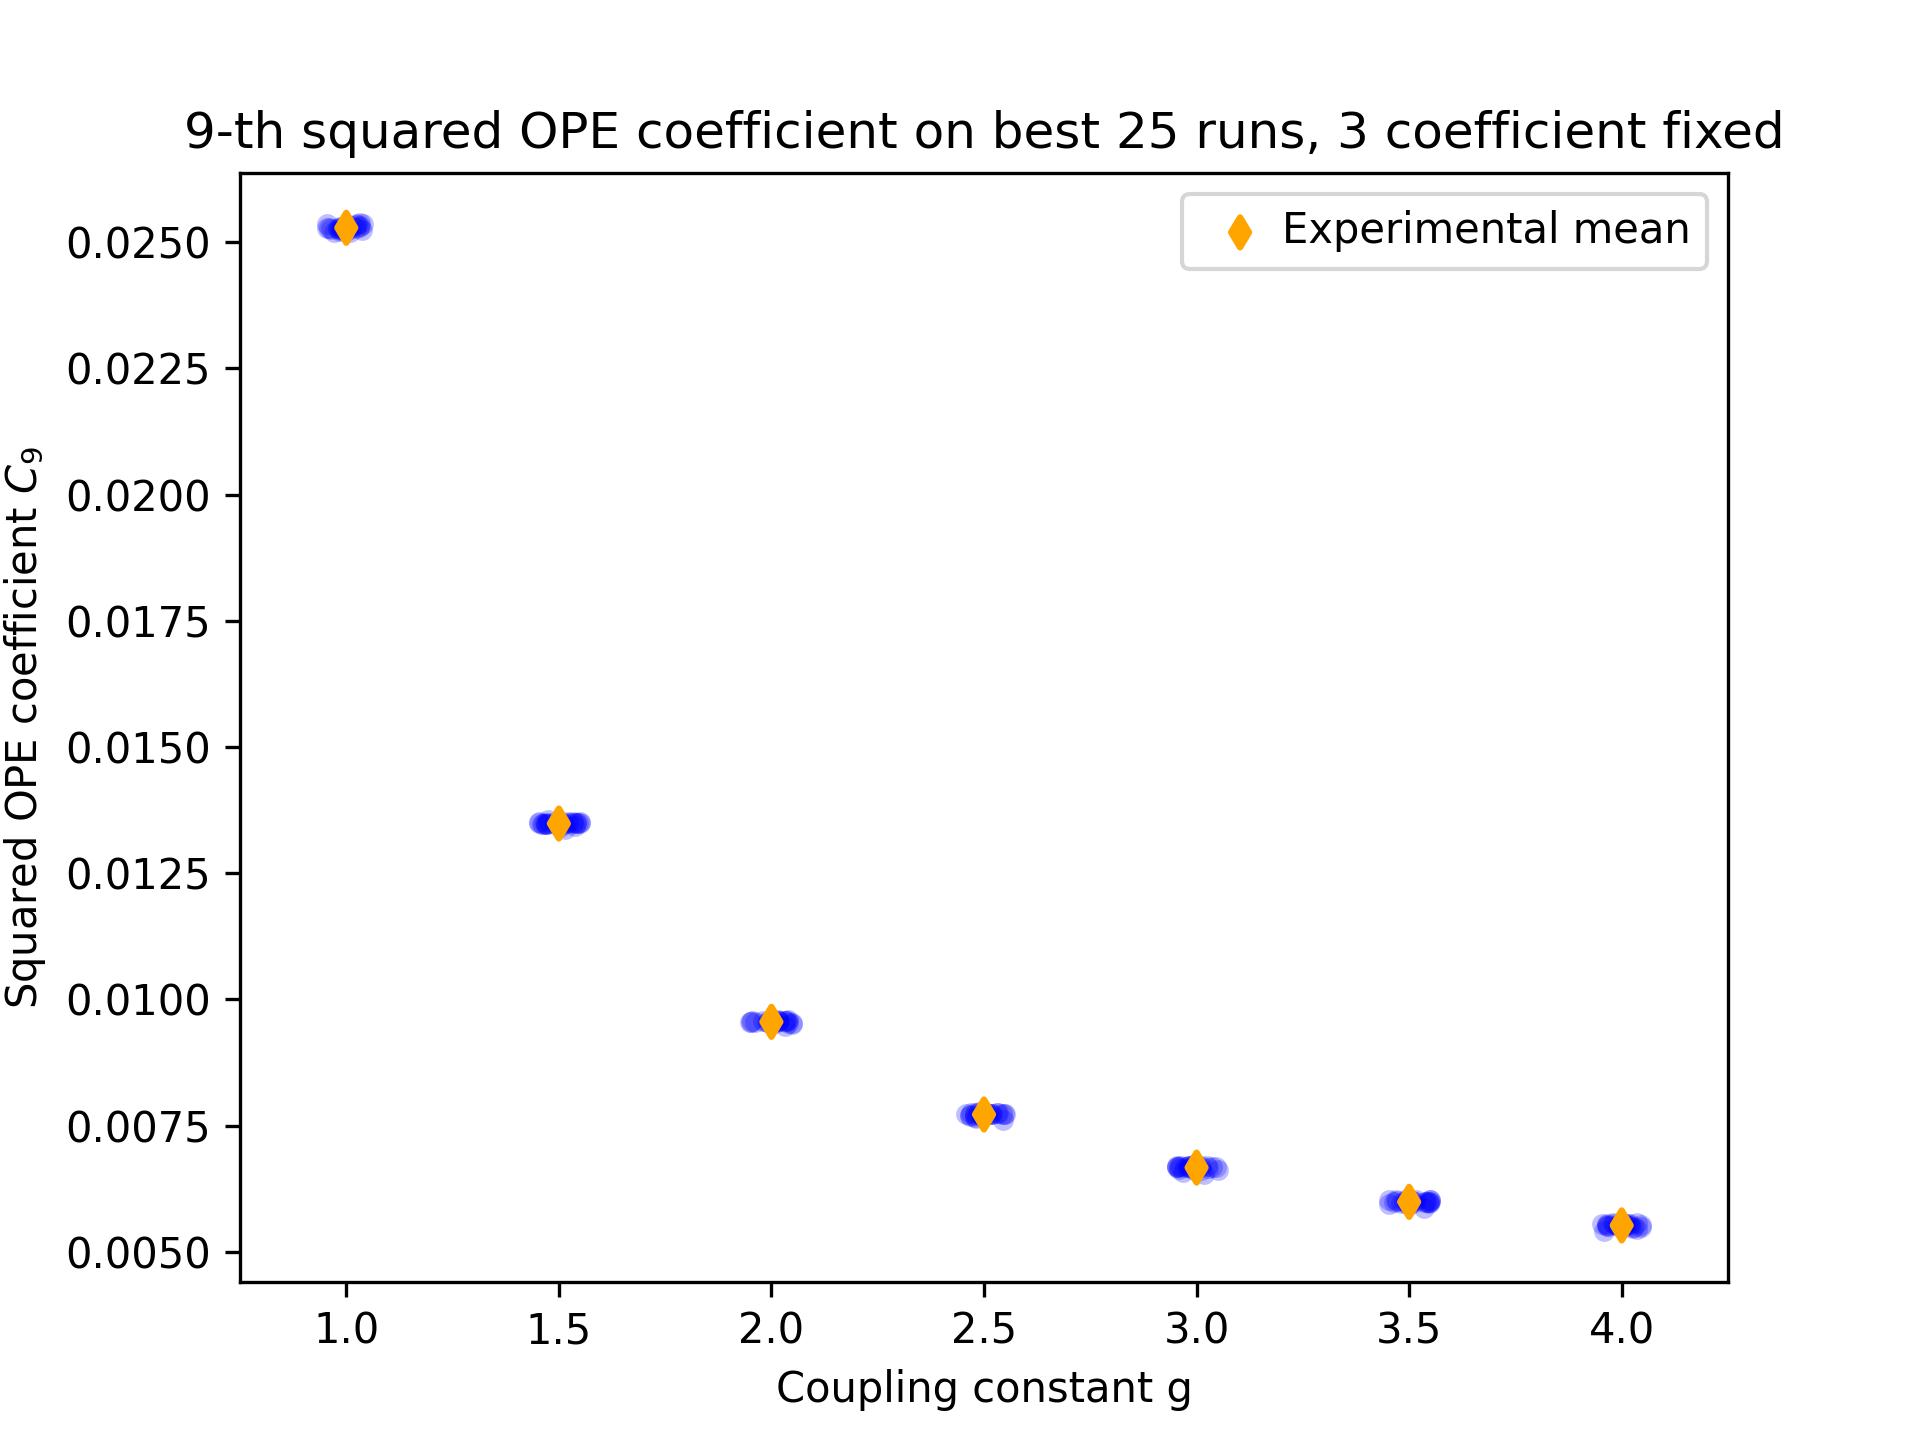 9-th squared OPE coefficient on best 25 runs, 3 coefficient fixed
Experimental mean
Squared OPE coefficient C₉
0.0250
0.0225
0.0200
0.0175
0.0150
0.0125
0.0100
0.0075
0.0050
1.0 1.5 2.0 2.5 3.0 3.5 4.0
Coupling constant g